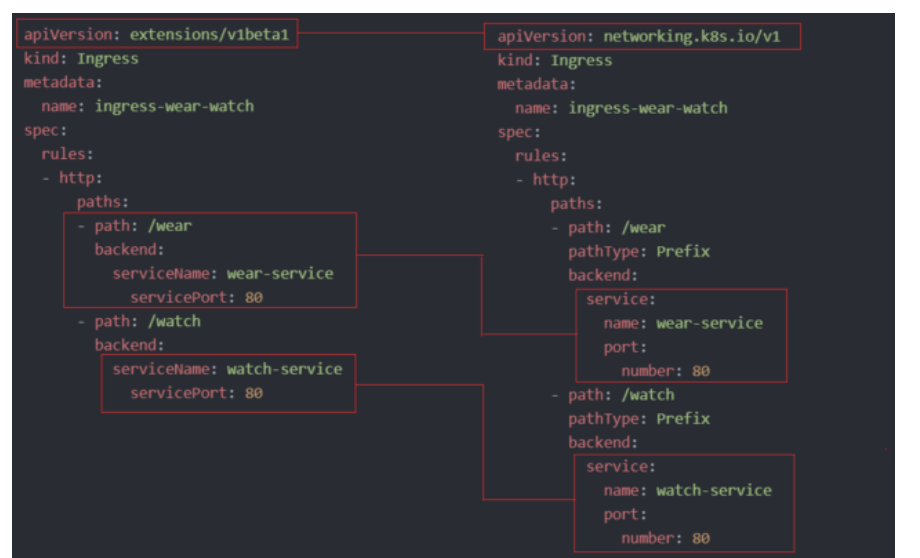 apiVersion: extensions/v1beta1
kind: Ingress
metadata:
  name: ingress-wear-watch
spec:
  rules:
  - http:
      paths:
      - path: /wear
        backend:
          serviceName: wear-service
            servicePort: 80
      - path: /watch
        backend:
          serviceName: watch-service
            servicePort: 80
apiVersion: networking.k8s.io/v1
kind: Ingress
metadata:
  name: ingress-wear-watch
spec:
  rules:
  - http:
      paths:
      - path: /wear
        pathType: Prefix
        backend:
          service:
            name: wear-service
            port:
              number: 80
      - path: /watch
        pathType: Prefix
        backend:
          service:
            name: watch-service
            port:
              number: 80